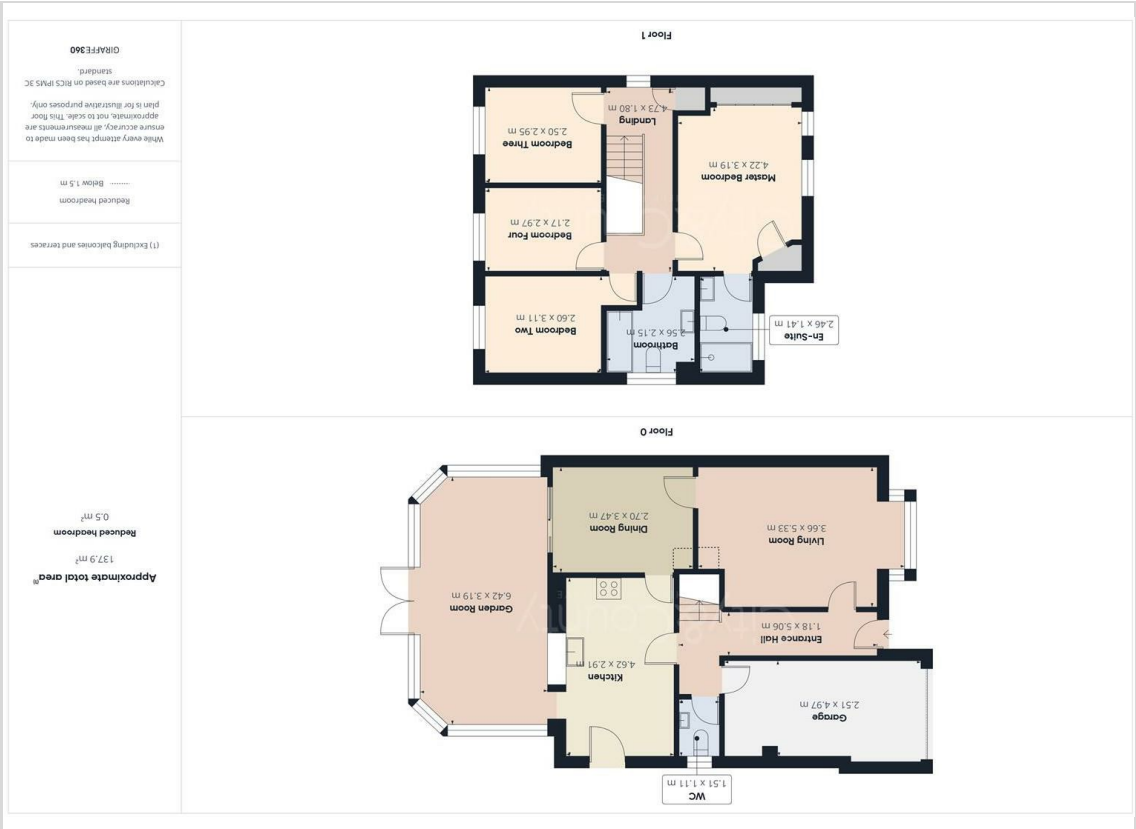 WC
1.51 x 1.11 m
Garage
2.51 x 4.97 m
Kitchen
4.62 x 2.91 m
Entrance Hall
1.18 x 5.06 m
Garden Room
6.42 x 3.19 m
Living Room
3.66 x 5.33 m
Dining Room
2.70 x 3.47 m
Floor 0
En-Suite
2.46 x 1.41 m
Bathroom
2.56 x 2.15 m
Bedroom Two
2.60 x 3.11 m
Bedroom Four
2.17 x 2.97 m
Master Bedroom
4.22 x 3.19 m
Bedroom Three
2.50 x 2.95 m
Landing
4.73 x 1.80 m
Floor 1
Approximate total area(1)
137.9 m²
Reduced headroom
0.5 m²
(1) Excluding balconies and terraces
Reduced headroom
Below 1.5 m
While every attempt has been made to
ensure accuracy, all measurements are
approximate, not to scale. This floor
plan is for illustrative purposes only.
Calculations are based on RICS IPMS 3C
standard.
GIRAFFE360